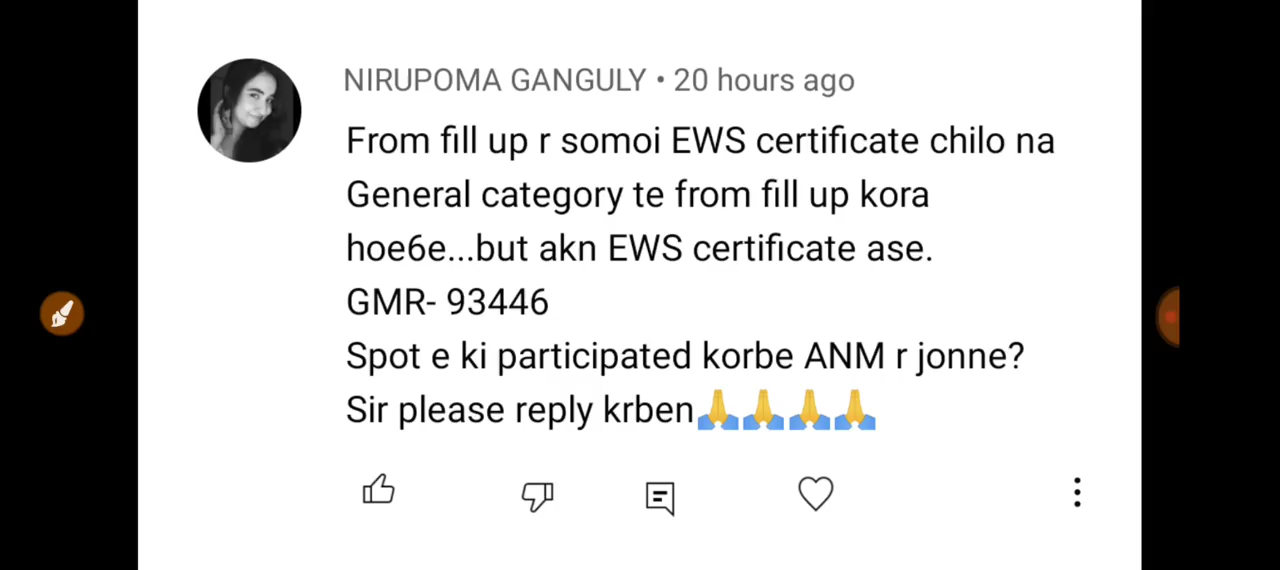 NIRUPOMA GANGULY • 20 hours ago
From fill up r somoi EWS certificate chilo na
General category te from fill up kora
hoe6e...but akn EWS certificate ase.
GMR- 93446
Spot e ki participated korbe ANM r jonne?
Sir please reply krben🙏🙏🙏🙏